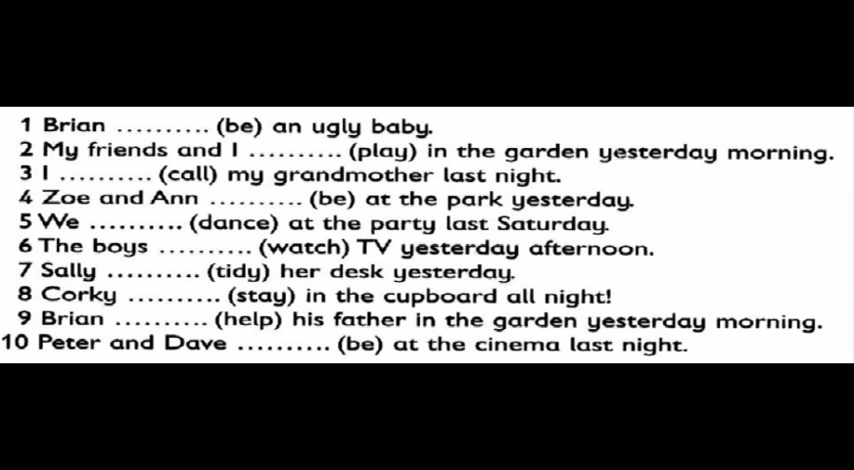 1 Brian .......... (be) an ugly baby.
2 My friends and I .......... (play) in the garden yesterday morning.
3 I .......... (call) my grandmother last night.
4 Zoe and Ann .......... (be) at the park yesterday.
5 We .......... (dance) at the party last Saturday.
6 The boys .......... (watch) TV yesterday afternoon.
7 Sally .......... (tidy) her desk yesterday.
8 Corky .......... (stay) in the cupboard all night!
9 Brian .......... (help) his father in the garden yesterday morning.
10 Peter and Dave .......... (be) at the cinema last night.